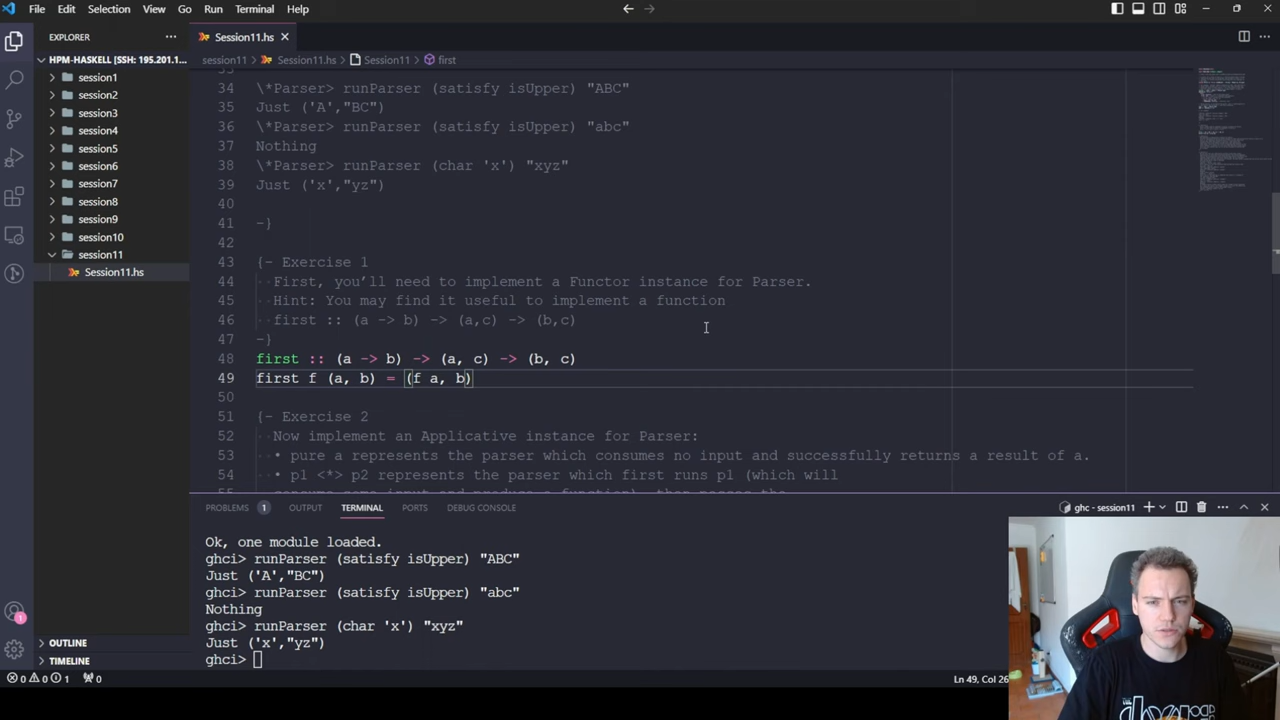 File Edit Selection View Go Run Terminal Help
EXPLORER
Session11.hs
HPM-HASKELL [SSH: 195.201.1...
session11 > Session11.hs > Session11 > first
session1
session2
session3
session4
session5
session6
session7
session8
session9
session10
session11
Session11.hs
34 \*Parser> runParser (satisfy isUpper) "ABC"
35 Just ('A',"BC")
36 \*Parser> runParser (satisfy isUpper) "abc"
37 Nothing
38 \*Parser> runParser (char 'x') "xyz"
39 Just ('x',"yz")
40
41 -}
42
43 {- Exercise 1
44 First, you'll need to implement a Functor instance for Parser.
45 Hint: You may find it useful to implement a function
46 first :: (a -> b) -> (a,c) -> (b,c)
47 -}
48 first :: (a -> b) -> (a, c) -> (b, c)
49 first f (a, b) = (f a, b)
50
51 {- Exercise 2
52 Now implement an Applicative instance for Parser:
53 • pure a represents the parser which consumes no input and successfully returns a result of a.
54 • p1 <*> p2 represents the parser which first runs p1 (which will
PROBLEMS 1 OUTPUT TERMINAL PORTS DEBUG CONSOLE
ghc - session11
Ok, one module loaded.
ghci> runParser (satisfy isUpper) "ABC"
Just ('A',"BC")
ghci> runParser (satisfy isUpper) "abc"
Nothing
ghci> runParser (char 'x') "xyz"
Just ('x',"yz")
ghci>
OUTLINE
TIMELINE
0 0 1 0
Ln 49, Col 26
THE
doors